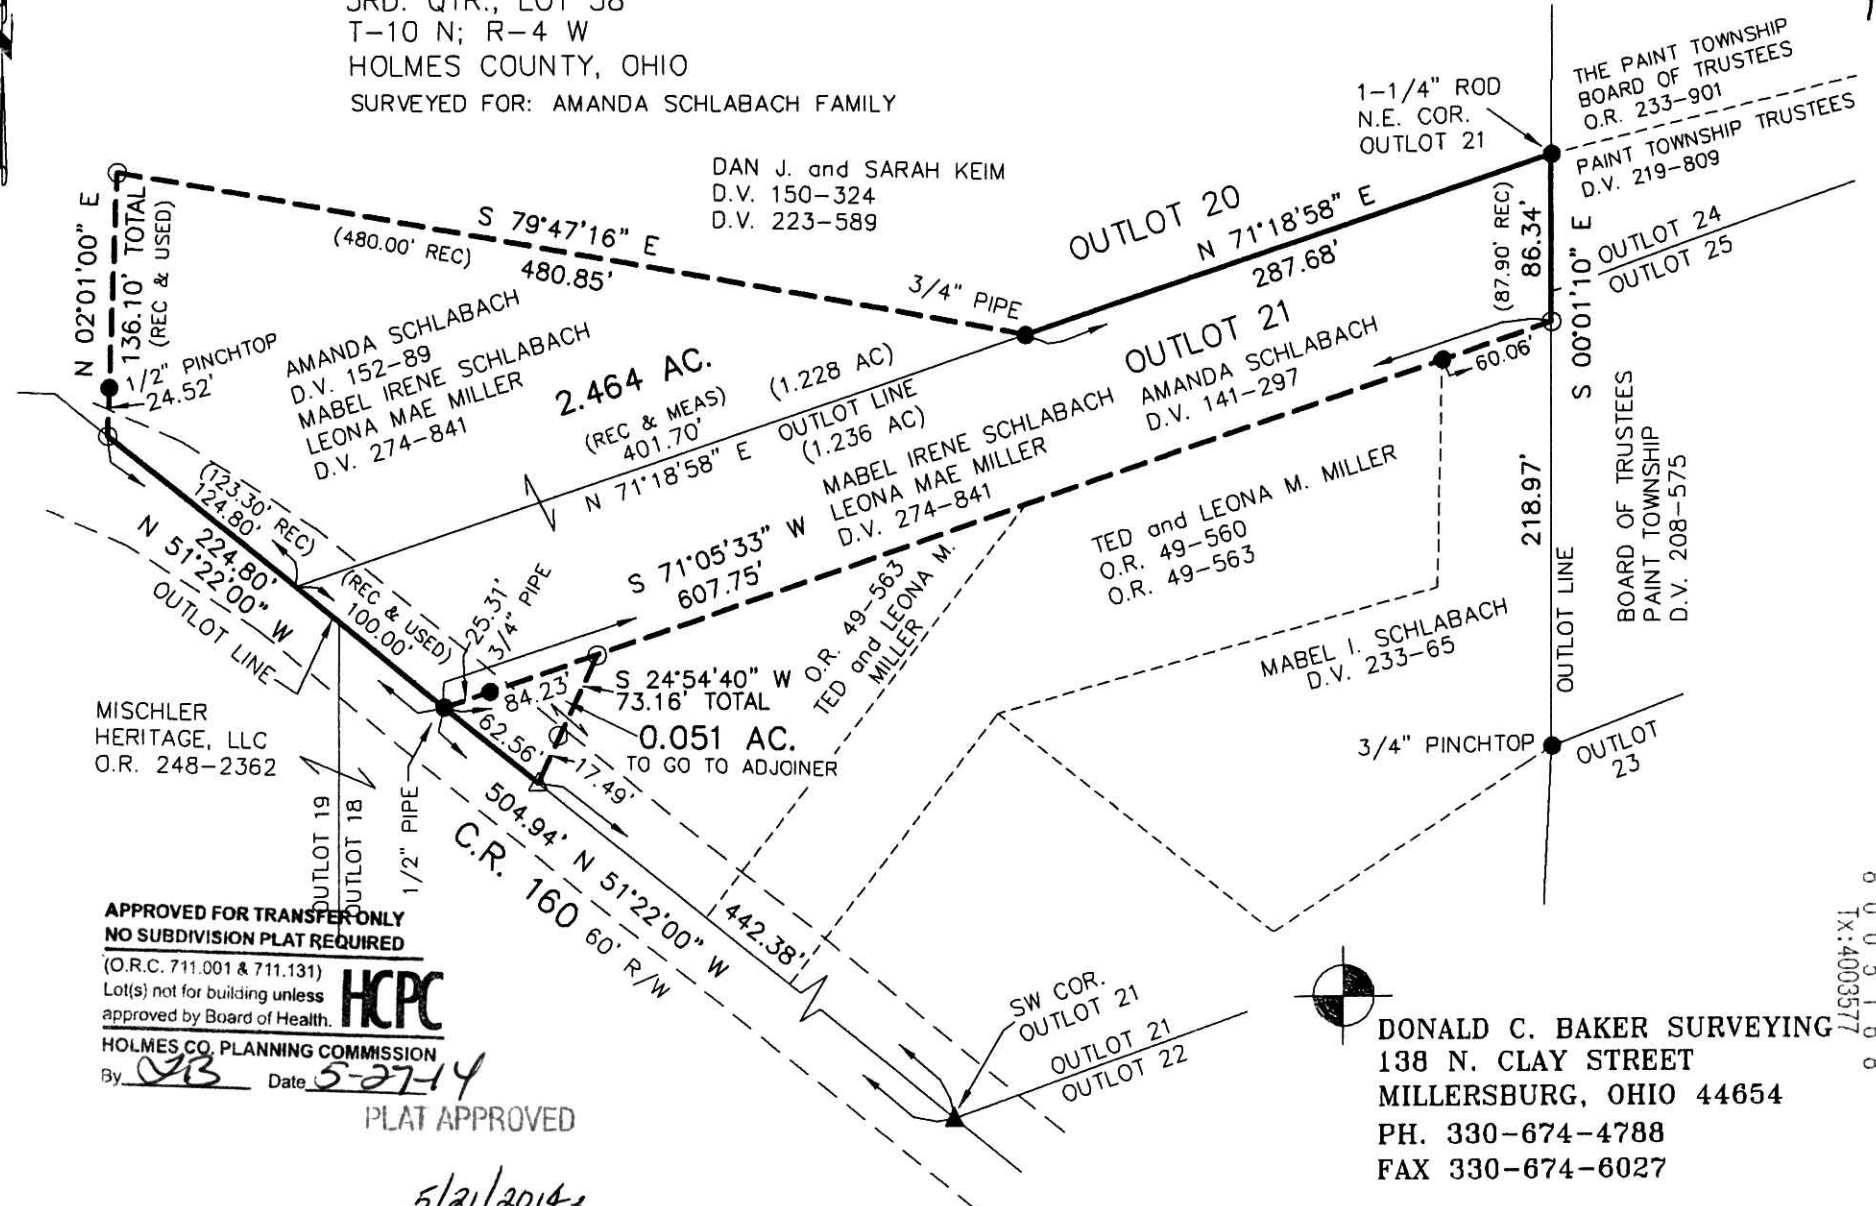 3RD. QTR., LOT 38
T-10 N; R-4 W
HOLMES COUNTY, OHIO
SURVEYED FOR: AMANDA SCHLABACH FAMILY
1-1/4" ROD
N.E. COR.
OUTLOT 21
THE PAINT TOWNSHIP
BOARD OF TRUSTEES
O.R. 233-901
PAINT TOWNSHIP TRUSTEES
D.V. 219-809
OUTLOT 24
OUTLOT 25
DAN J. and SARAH KEIM
D.V. 150-324
D.V. 223-589
OUTLOT 20
N 71°18'58" E
287.68'
(87.90' REC)
86.34'
S 00°01'10" E
N 02°01'00" E
136.10' TOTAL
(REC & USED)
S 79°47'16" E
(480.00' REC)
480.85'
3/4" PIPE
1/2" PINCHTOP
24.52'
AMANDA SCHLABACH
D.V. 152-89
MABEL IRENE SCHLABACH
LEONA MAE MILLER
D.V. 274-841
2.464 AC.
(REC & MEAS)
401.70'
N 71°18'58" E
(1.228 AC)
OUTLOT LINE
(1.236 AC)
OUTLOT 21
AMANDA SCHLABACH
D.V. 141-297
MABEL IRENE SCHLABACH
LEONA MAE MILLER
D.V. 274-841
60.06'
BOARD OF TRUSTEES
PAINT TOWNSHIP
D.V. 208-575
218.97'
OUTLOT LINE
(123.30' REC)
124.80'
224.80'
N 51°22'00" W
OUTLOT LINE
(REC & USED)
100.00'
25.31'
3/4" PIPE
S 71°05'33" W
607.75'
TED and LEONA M. MILLER
O.R. 49-560
O.R. 49-563
O.R. 49-563
TED and LEONA M.
MILLER
MABEL I. SCHLABACH
D.V. 233-65
84.23'
S 24°54'40" W
73.16' TOTAL
0.051 AC.
TO GO TO ADJOINER
62.56'
17.49'
MISCHLER
HERITAGE, LLC
O.R. 248-2362
OUTLOT 19
OUTLOT 18
1/2" PIPE
3/4" PINCHTOP
OUTLOT
23
504.94' N 51°22'00" W
C.R. 160 60' R/W
442.38'
SW COR.
OUTLOT 21
OUTLOT 21
OUTLOT 22
APPROVED FOR TRANSFER ONLY
NO SUBDIVISION PLAT REQUIRED
(O.R.C. 711.001 & 711.131)
Lot(s) not for building unless
approved by Board of Health.
HCPC
HOLMES CO. PLANNING COMMISSION
By Date 5-27-14
PLAT APPROVED
5/21/2014
DONALD C. BAKER SURVEYING
138 N. CLAY STREET
MILLERSBURG, OHIO 44654
PH. 330-674-4788
FAX 330-674-6027
Tx:4003577